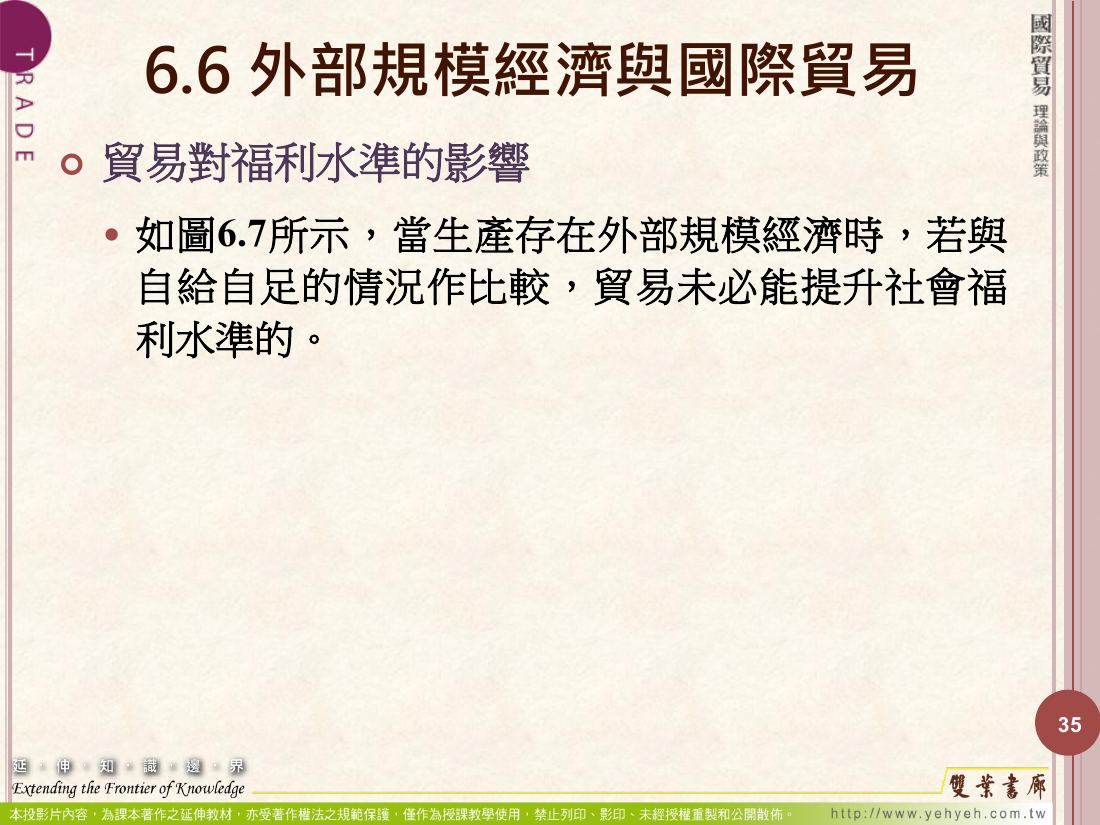 6.6 外部規模經濟與國際貿易
貿易對福利水準的影響
如圖6.7所示，當生產存在外部規模經濟時，若與
自給自足的情況作比較，貿易未必能提升社會福
利水準的。
TRADE
國際貿易 理論與政策
35
延．伸．知．識．邊．界
Extending the Frontier of Knowledge
雙葉書廊
本投影片內容，為課本著作之延伸教材，亦受著作權法之規範保護，僅作為授課教學使用，禁止列印、影印、未經授權重製和公開散佈。
http://www.yehyeh.com.tw